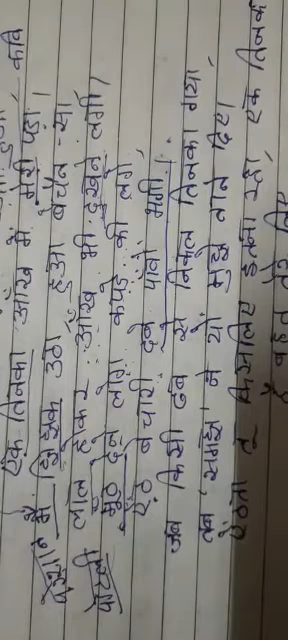 कवि
एक तिनका आँख में मेरी पड़ा।
मैं झिझक उठा, हुआ बेचैन-सा
लाल होकर आँख भी दुखने लगी।
मूँठ देने लोग कपड़े की लगे
ऐंठ बेचारी दबे पाँवों भगी।
जब किसी ढब से निकल तिनका गया
तब 'समझ' ने यों मुझे ताने दिए।
ऐंठता तू किसलिए इतना रहा, एक तिनका
है बहुत तेरे लिए